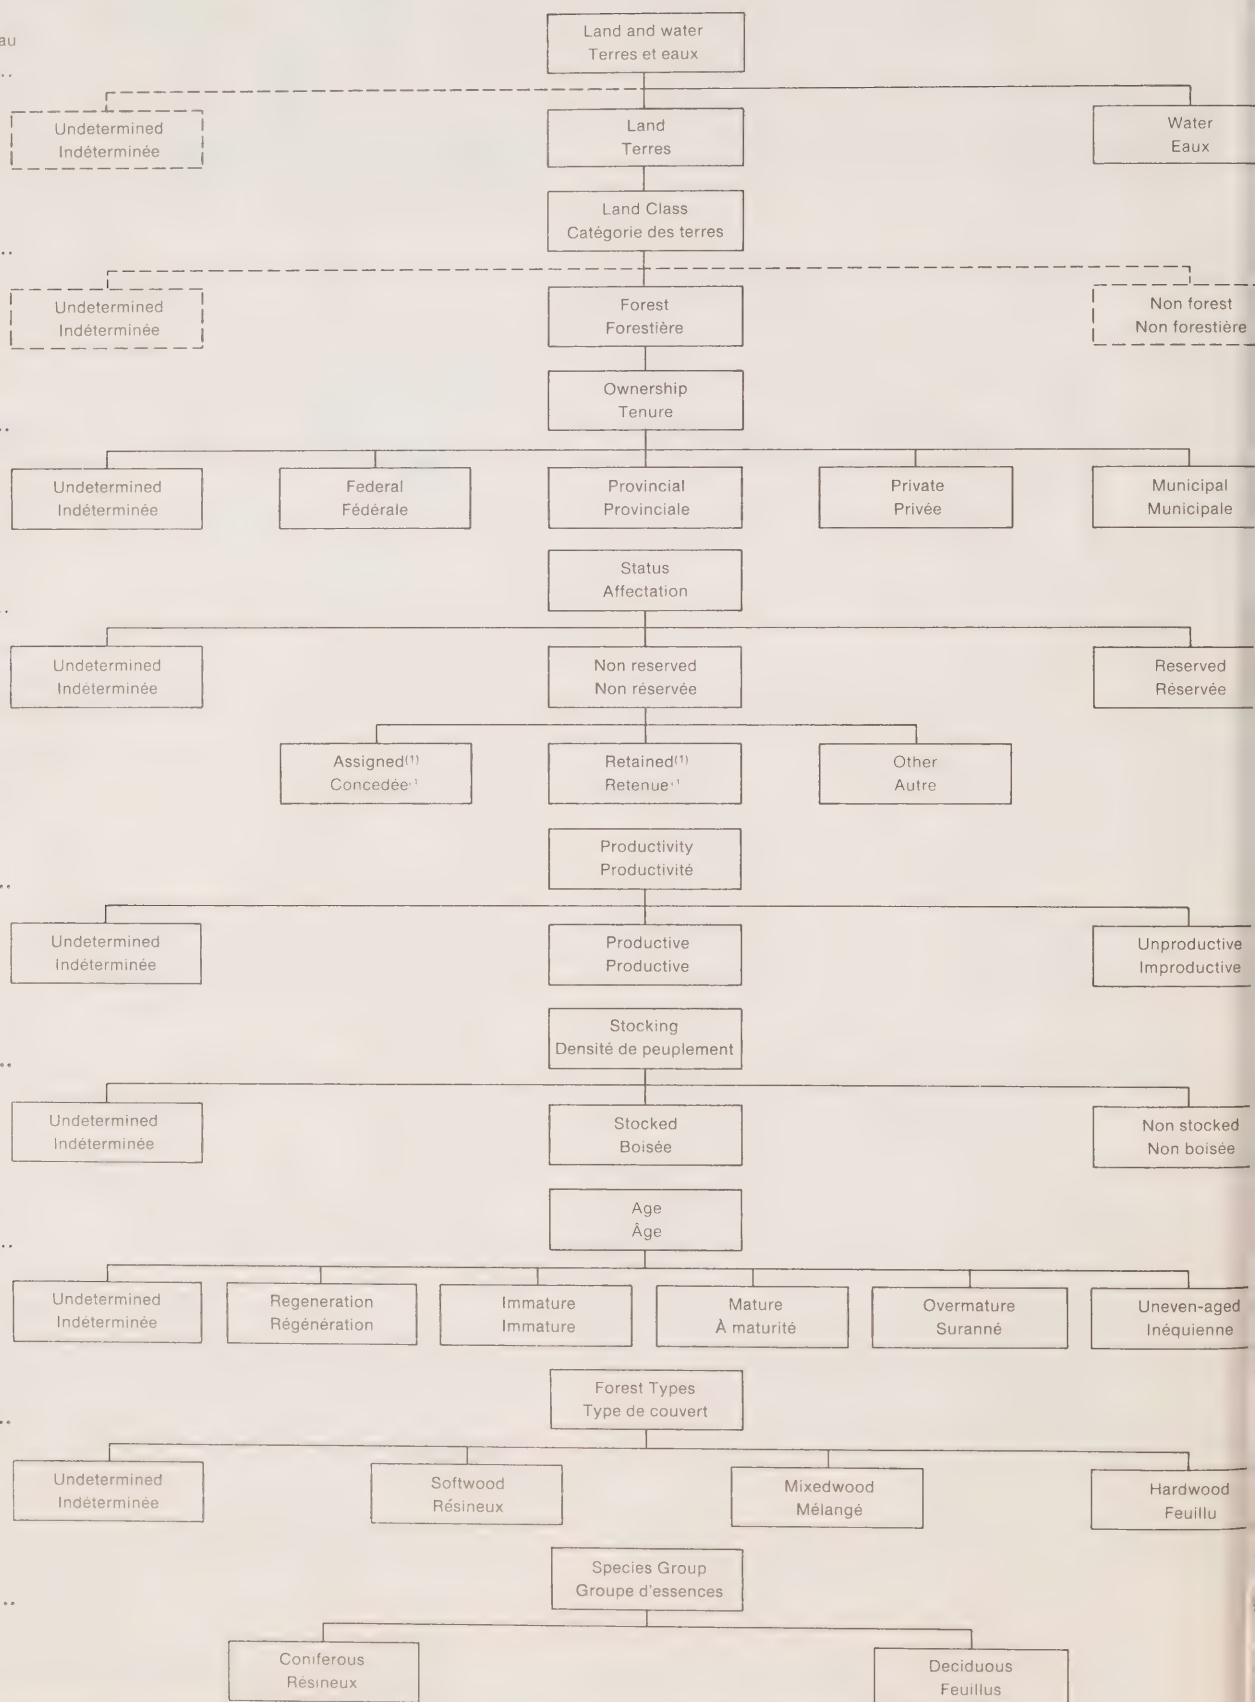 au
Land and water
Terres et eaux
Undetermined
Indéterminée
Land
Terres
Water
Eaux
Land Class
Catégorie des terres
Undetermined
Indéterminée
Forest
Forestière
Non forest
Non forestière
Ownership
Tenure
Undetermined
Indéterminée
Federal
Fédérale
Provincial
Provinciale
Private
Privée
Municipal
Municipale
Status
Affectation
Undetermined
Indéterminée
Non reserved
Non réservée
Reserved
Réservée
Assigned(1)
Concedée(1)
Retained(1)
Retenue(1)
Other
Autre
Productivity
Productivité
Undetermined
Indéterminée
Productive
Productive
Unproductive
Improductive
Stocking
Densité de peuplement
Undetermined
Indéterminée
Stocked
Boisée
Non stocked
Non boisée
Age
Âge
Undetermined
Indéterminée
Regeneration
Régénération
Immature
Immature
Mature
À maturité
Overmature
Suranné
Uneven-aged
Inéquienne
Forest Types
Type de couvert
Undetermined
Indéterminée
Softwood
Résineux
Mixedwood
Mélangé
Hardwood
Feuillu
Species Group
Groupe d'essences
Coniferous
Résineux
Deciduous
Feuillus